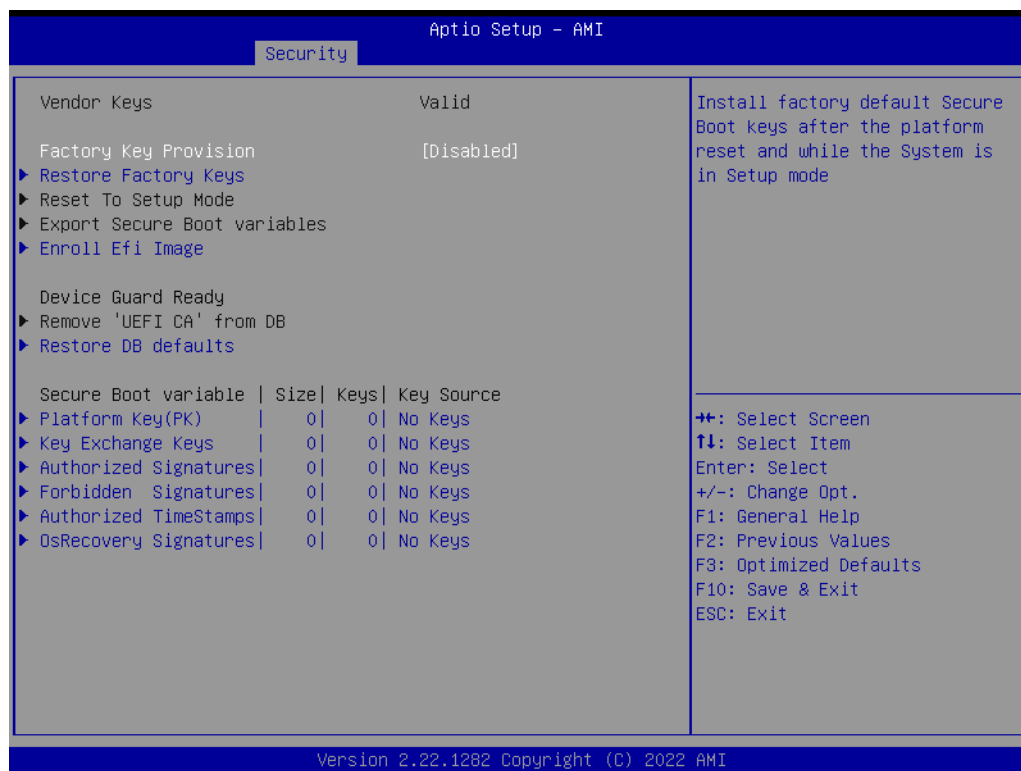 Aptio Setup - AMI
Security
Vendor Keys Valid
Factory Key Provision [Disabled]
Restore Factory Keys
Reset To Setup Mode
Export Secure Boot variables
Enroll Efi Image
Device Guard Ready
Remove 'UEFI CA' from DB
Restore DB defaults
Secure Boot variable | Size| Keys| Key Source
Platform Key(PK) | 0| 0| No Keys
Key Exchange Keys | 0| 0| No Keys
Authorized Signatures| 0| 0| No Keys
Forbidden Signatures| 0| 0| No Keys
Authorized TimeStamps| 0| 0| No Keys
OsRecovery Signatures| 0| 0| No Keys
Install factory default Secure
Boot keys after the platform
reset and while the System is
in Setup mode
→←: Select Screen
↑↓: Select Item
Enter: Select
+/-: Change Opt.
F1: General Help
F2: Previous Values
F3: Optimized Defaults
F10: Save & Exit
ESC: Exit
Version 2.22.1282 Copyright (C) 2022 AMI